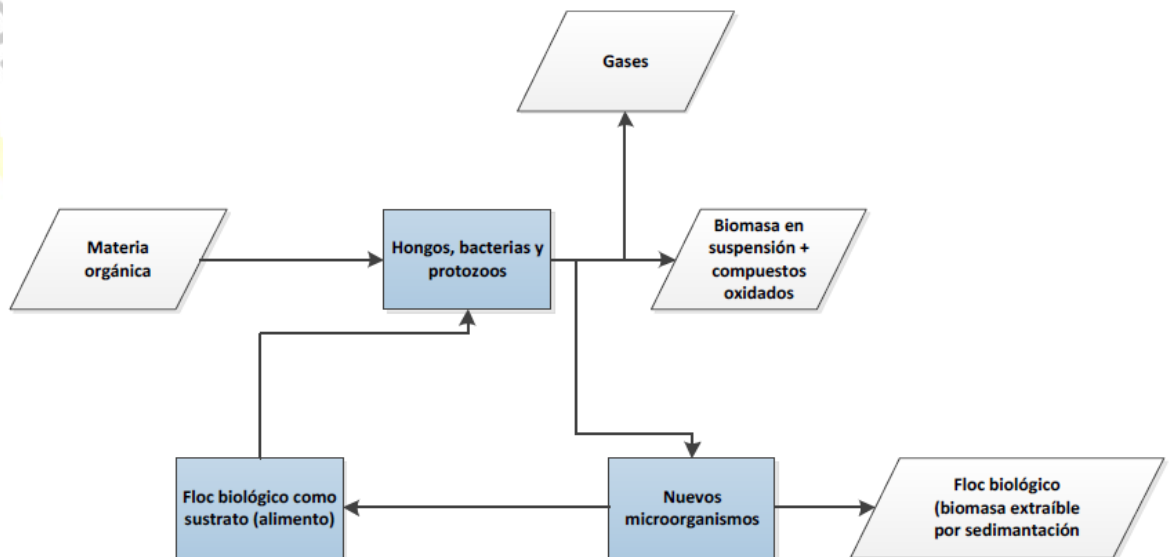 Gases
Materia
orgánica
Hongos, bacterias y
protozoos
Biomasa en
suspensión +
compuestos
oxidados
Floc biológico como
sustrato (alimento)
Nuevos
microorganismos
Floc biológico
(biomasa extraíble
por sedimantación